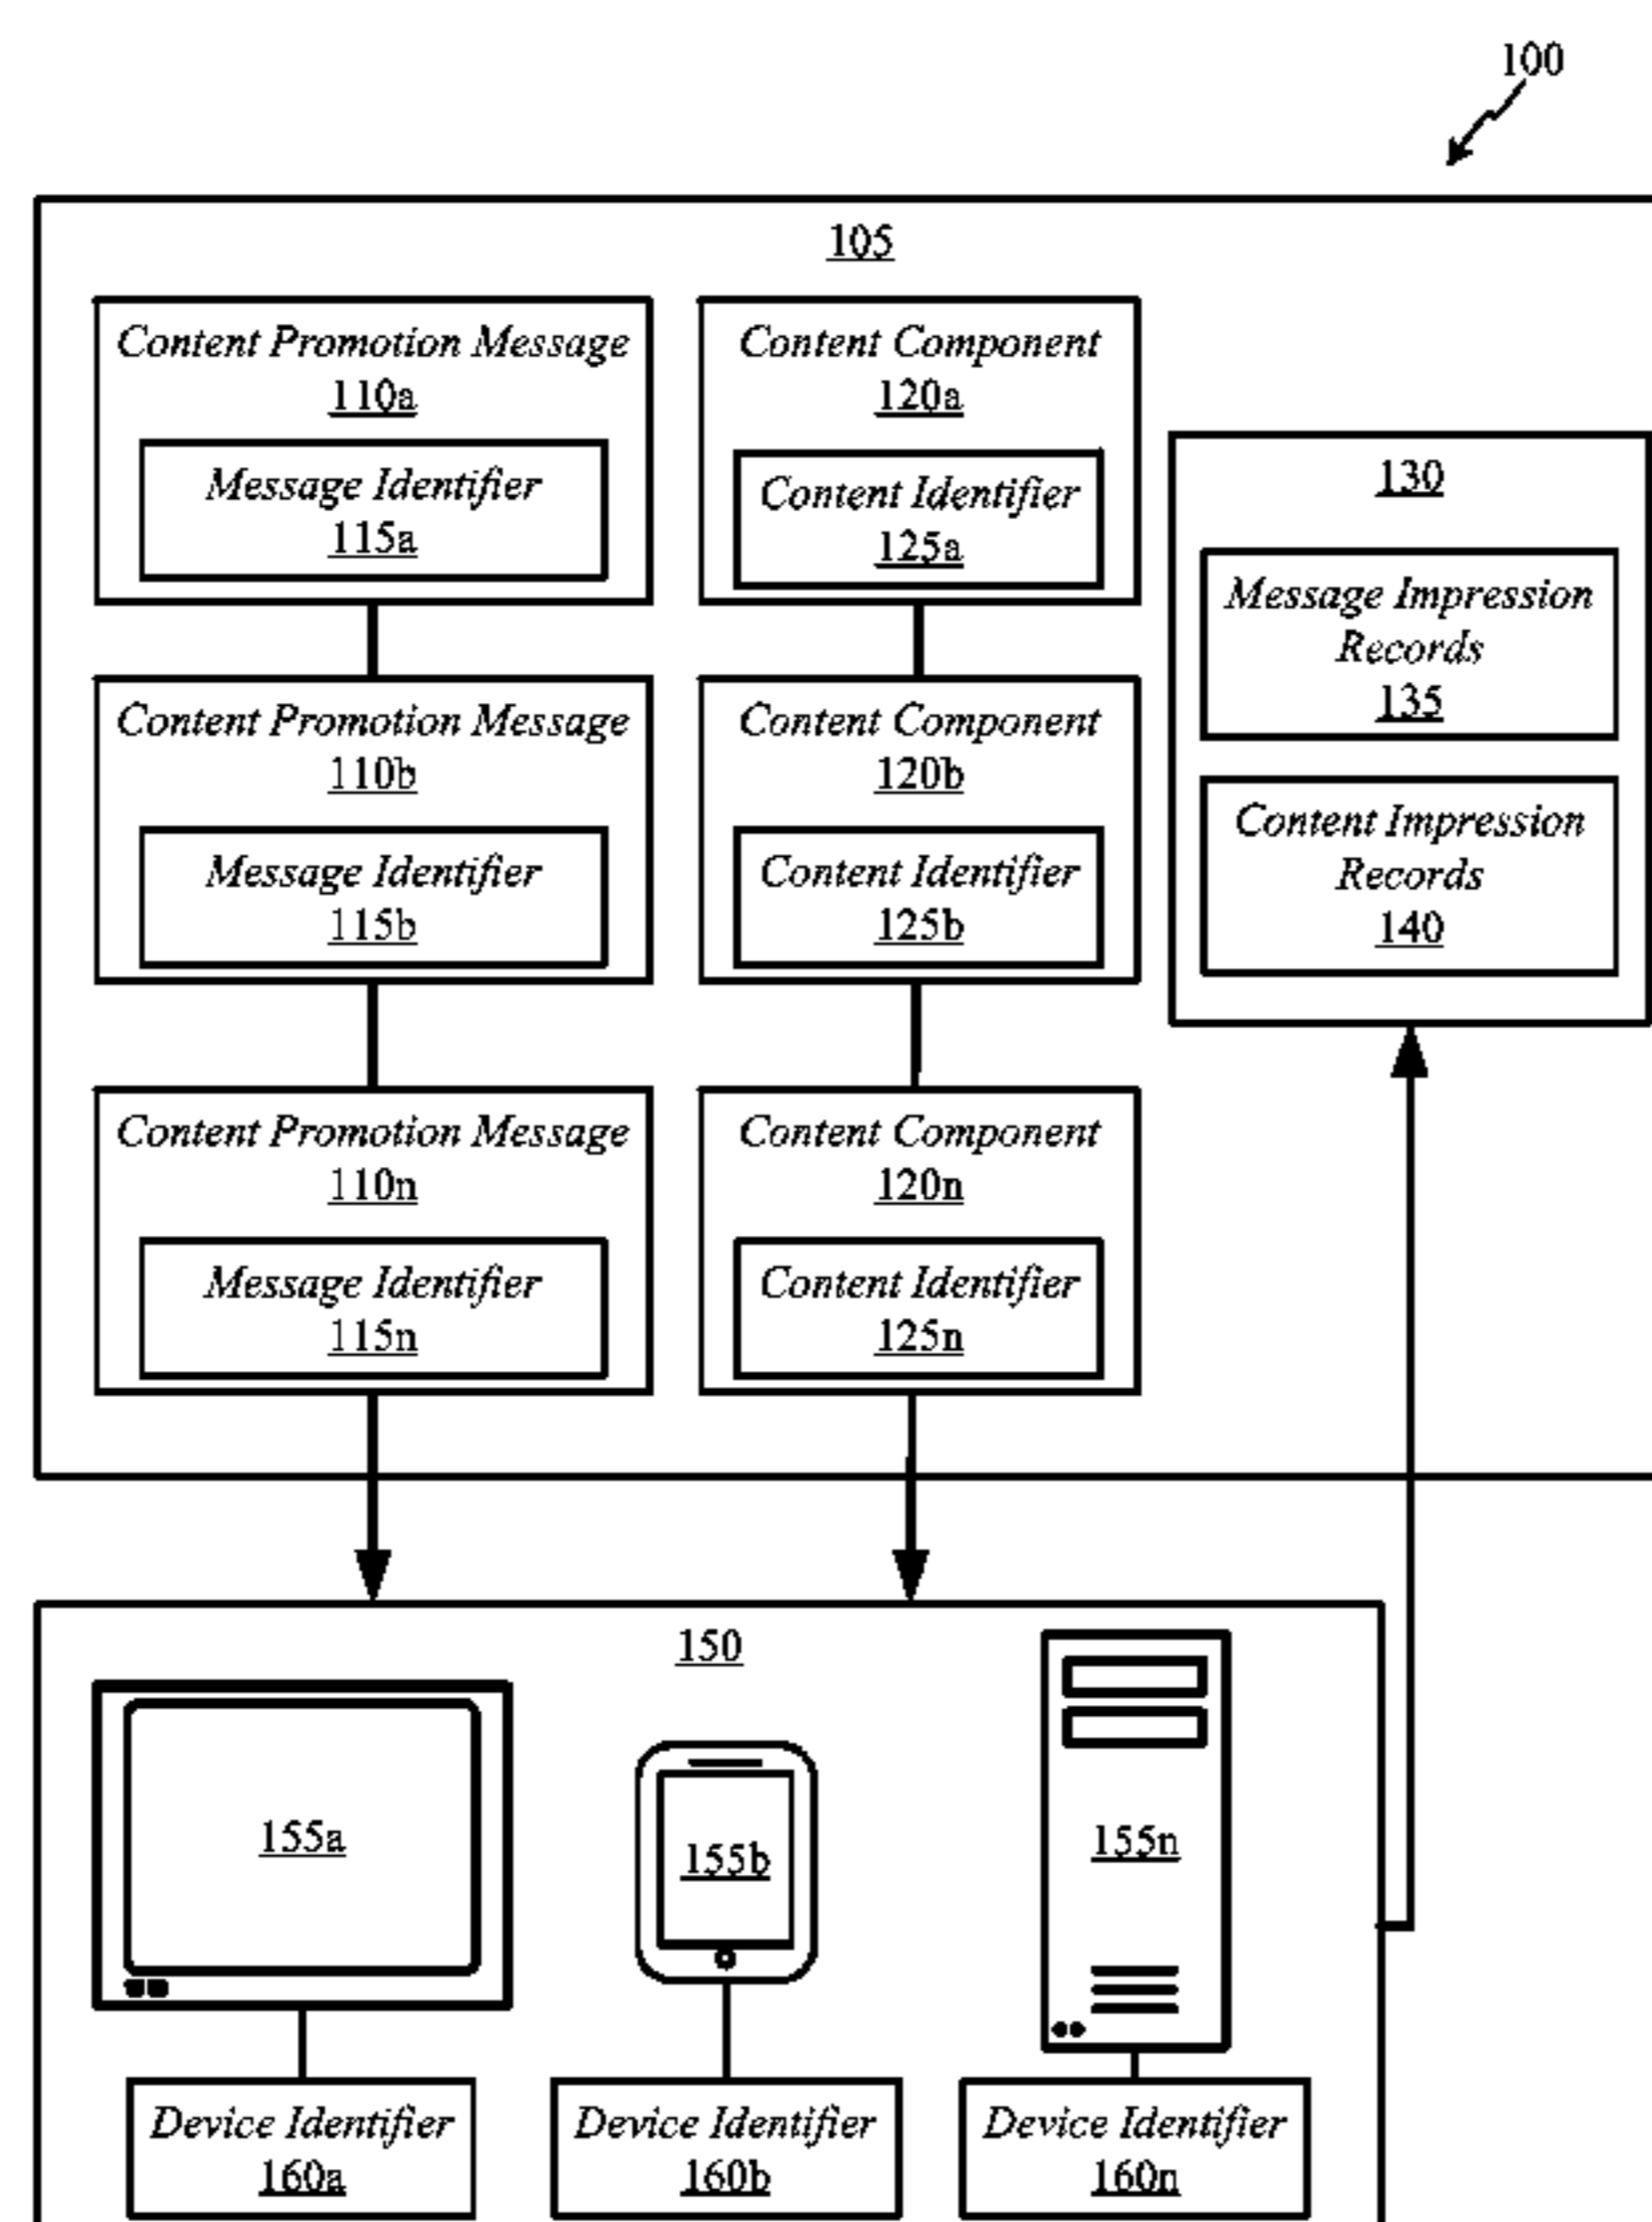 100
105
Content Promotion Message
110a
Message Identifier
115a
Content Component
120a
Content Identifier
125a
130
Message Impression
Records
135
Content Impression
Records
140
Content Promotion Message
110b
Message Identifier
115b
Content Component
120b
Content Identifier
125b
Content Promotion Message
110n
Message Identifier
115n
Content Component
120n
Content Identifier
125n
150
155a
155b
155n
Device Identifier
160a
Device Identifier
160b
Device Identifier
160n